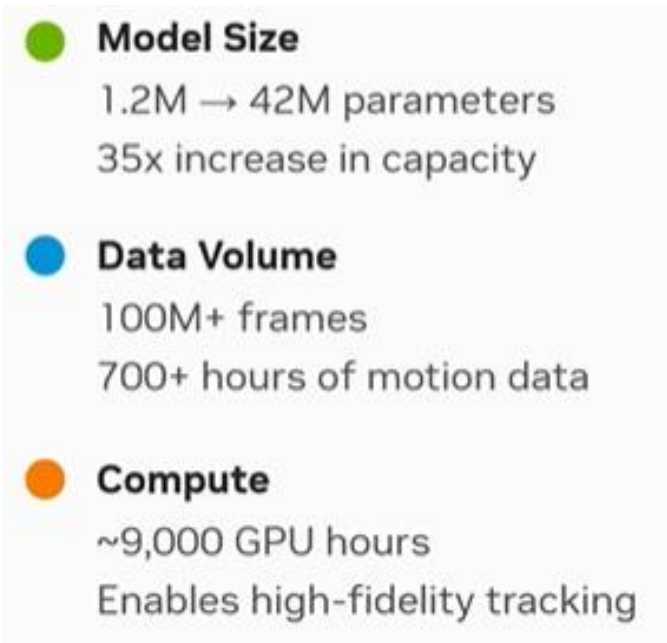 Model Size
1.2M → 42M parameters
35x increase in capacity
Data Volume
100M+ frames
700+ hours of motion data
Compute
~9,000 GPU hours
Enables high-fidelity tracking